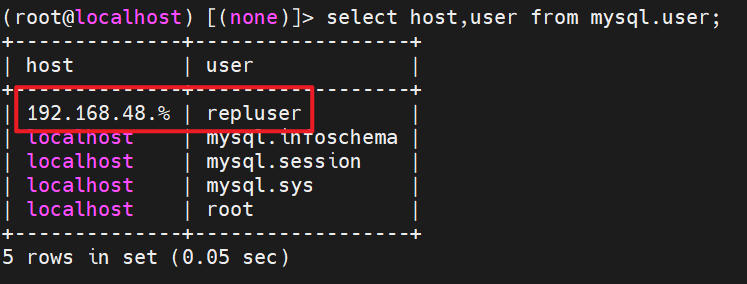 (root@localhost) [(none)]> select host,user from mysql.user;
+--------------+------------------+
| host         | user             |
+--------------+------------------+
| 192.168.48.% | repluser         |
| localhost    | mysql.infoschema |
| localhost    | mysql.session    |
| localhost    | mysql.sys        |
| localhost    | root             |
+--------------+------------------+
5 rows in set (0.05 sec)